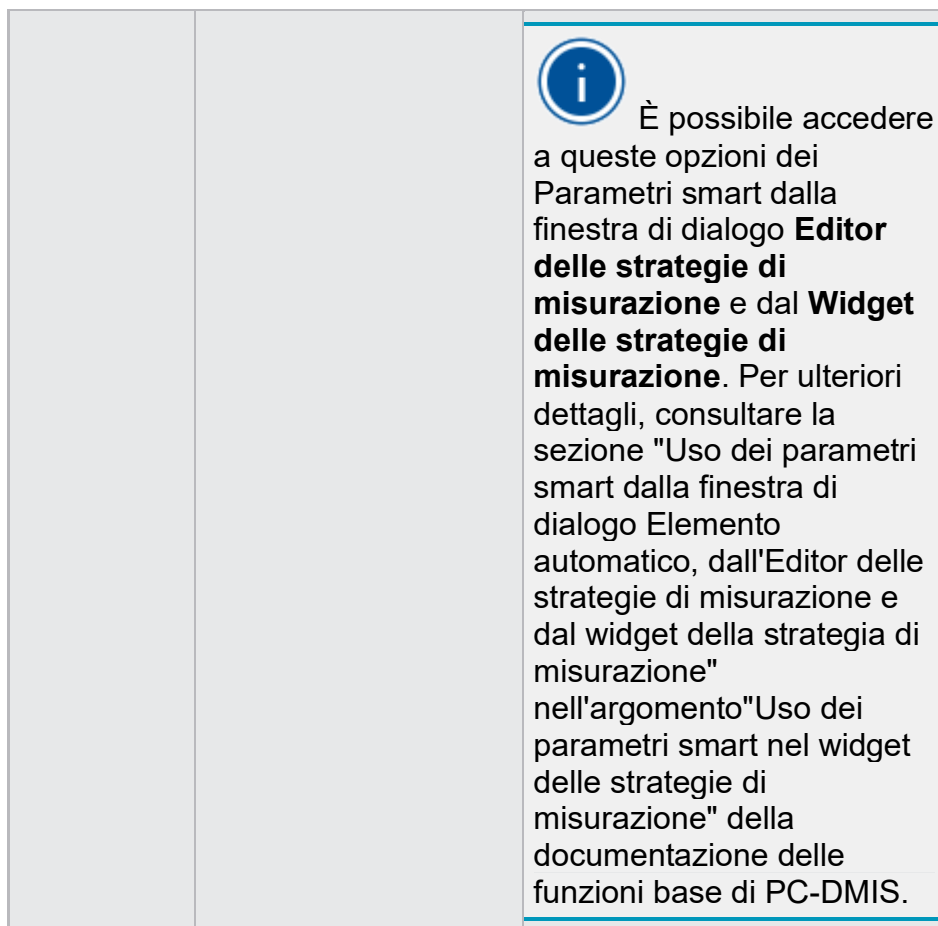 i
È possibile accedere
a queste opzioni dei
Parametri smart dalla
finestra di dialogo Editor
delle strategie di
misurazione e dal Widget
delle strategie di
misurazione. Per ulteriori
dettagli, consultare la
sezione "Uso dei parametri
smart dalla finestra di
dialogo Elemento
automatico, dall'Editor delle
strategie di misurazione e
dal widget della strategia di
misurazione"
nell'argomento"Uso dei
parametri smart nel widget
delle strategie di
misurazione" della
documentazione delle
funzioni base di PC-DMIS.